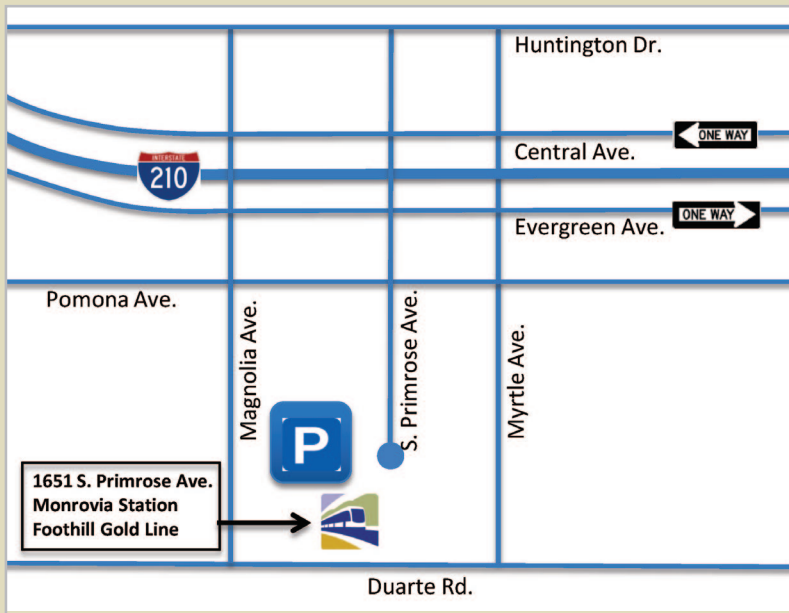 Huntington Dr.
ONE WAY
Central Ave.
INTERSTATE
210
ONE WAY
Evergreen Ave.
Pomona Ave.
Magnolia Ave.
S. Primrose Ave.
Myrtle Ave.
P
1651 S. Primrose Ave.
Monrovia Station
Foothill Gold Line
Duarte Rd.